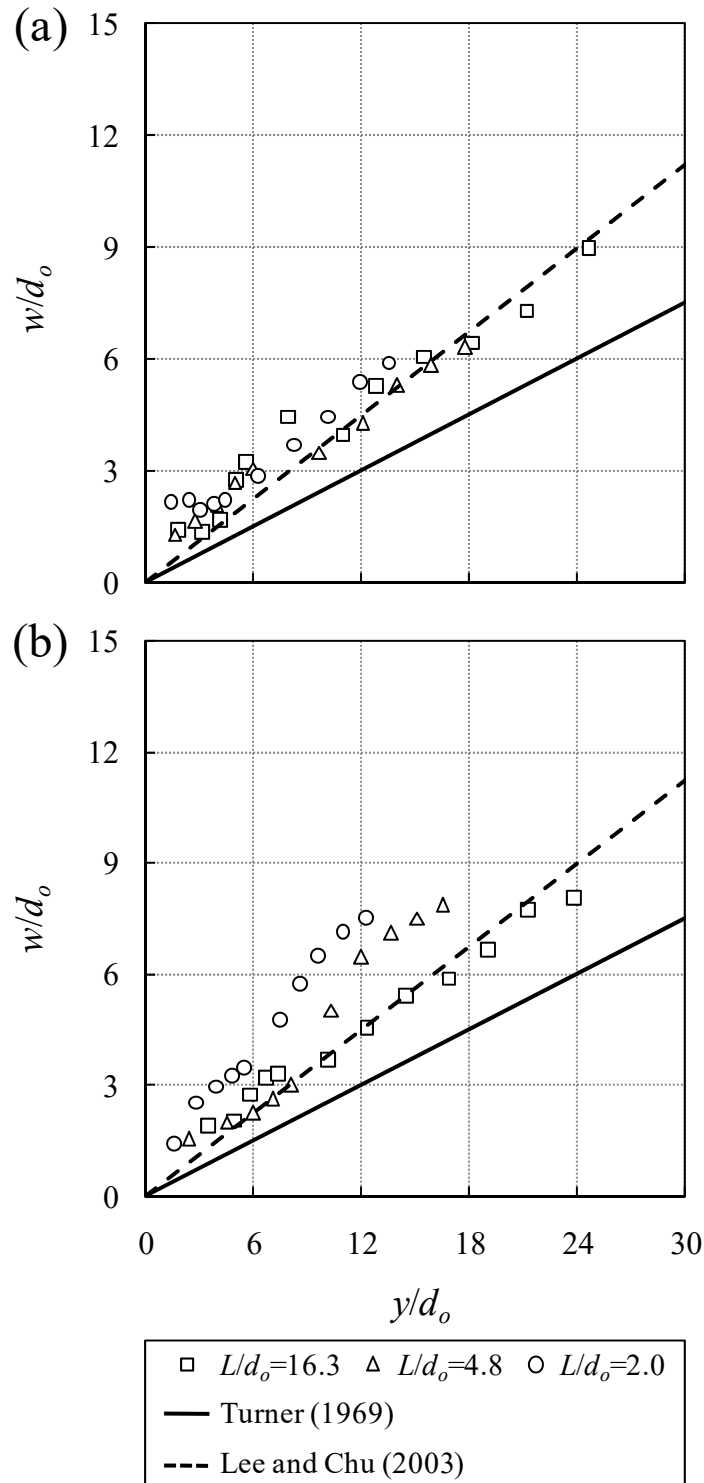 (a)
15
12
9
6
3
0
w/dₒ
(b)
15
12
9
6
3
0
w/dₒ
0 6 12 18 24 30
y/dₒ
L/dₒ=16.3 L/dₒ=4.8 L/dₒ=2.0
Turner (1969)
Lee and Chu (2003)